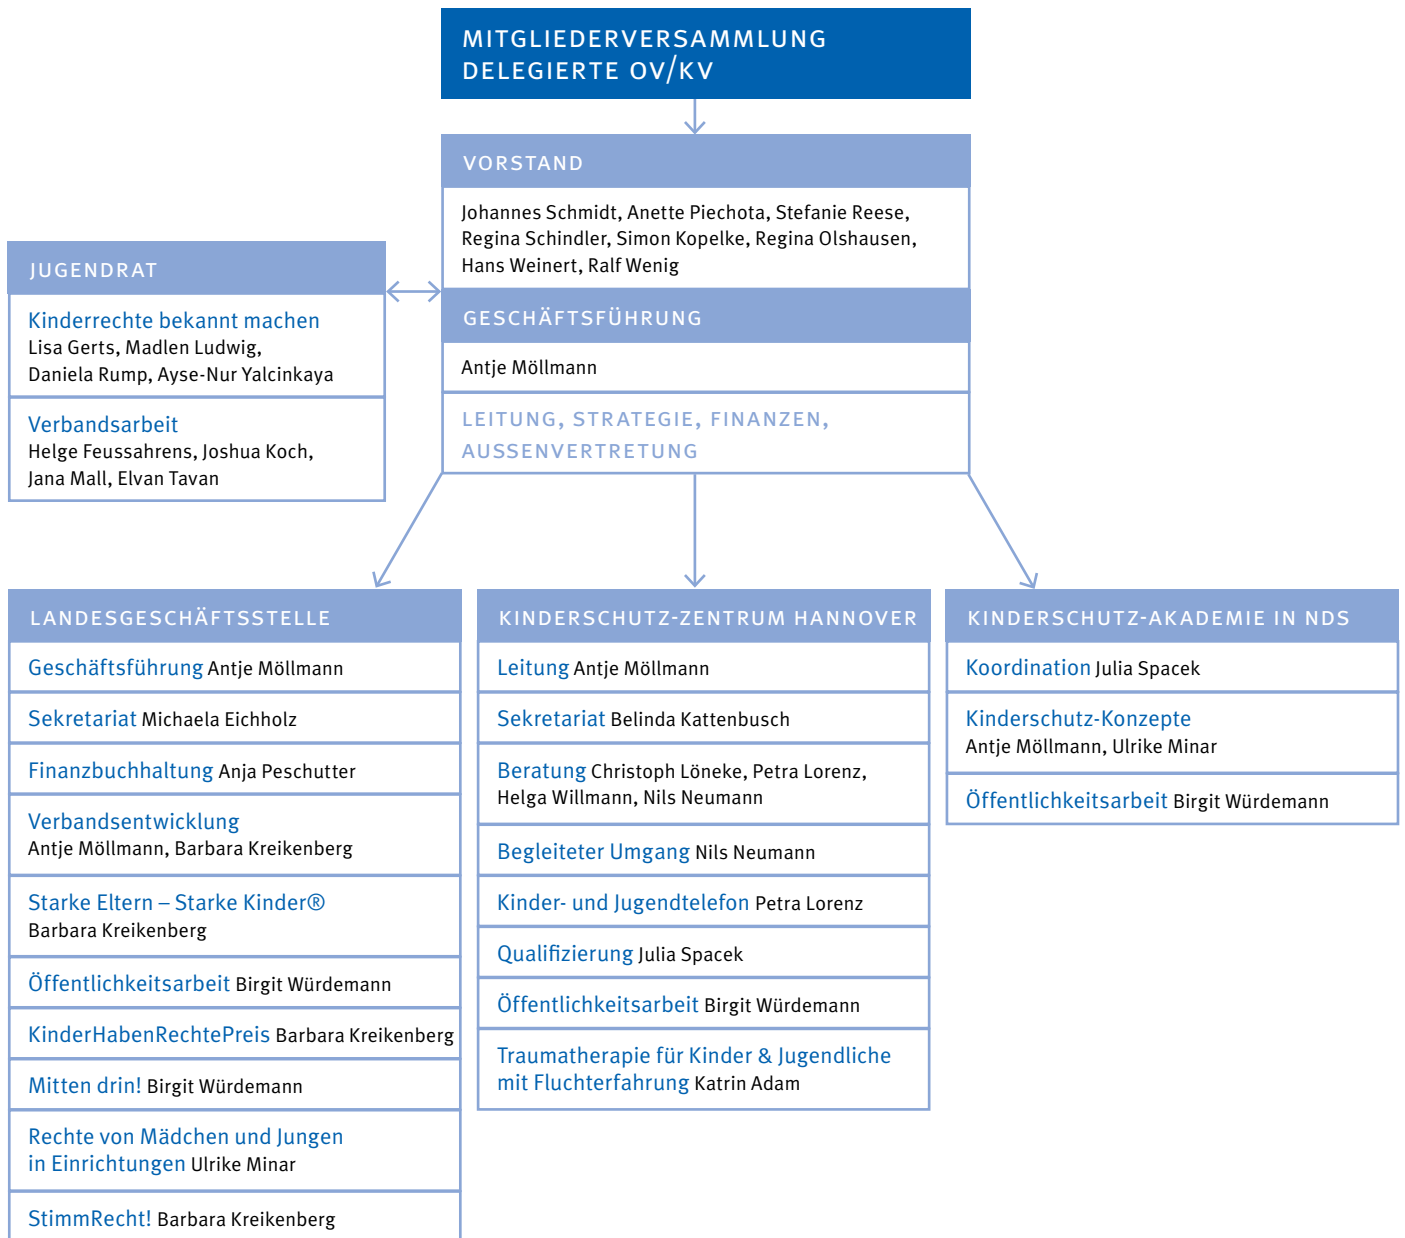 MITGLIEDERVERSAMMLUNG
DELEGIERTE OV/KV
VORSTAND
Johannes Schmidt, Anette Piechota, Stefanie Reese,
Regina Schindler, Simon Kopelke, Regina Olshausen,
Hans Weinert, Ralf Wenig
GESCHÄFTSFÜHRUNG
Antje Möllmann
LEITUNG, STRATEGIE, FINANZEN,
AUSSENVERTRETUNG
JUGENDRAT
Kinderrechte bekannt machen
Lisa Gerts, Madlen Ludwig,
Daniela Rump, Ayse-Nur Yalcinkaya
Verbandsarbeit
Helge Feussahrens, Joshua Koch,
Jana Mall, Elvan Tavan
LANDESGESCHÄFTSSTELLE
Geschäftsführung Antje Möllmann
Sekretariat Michaela Eichholz
Finanzbuchhaltung Anja Peschutter
Verbandsentwicklung
Antje Möllmann, Barbara Kreikenberg
Starke Eltern – Starke Kinder®
Barbara Kreikenberg
Öffentlichkeitsarbeit Birgit Würdemann
KinderHabenRechtePreis Barbara Kreikenberg
Mitten drin! Birgit Würdemann
Rechte von Mädchen und Jungen
in Einrichtungen Ulrike Minar
StimmRecht! Barbara Kreikenberg
KINDERSCHUTZ-ZENTRUM HANNOVER
Leitung Antje Möllmann
Sekretariat Belinda Kattenbusch
Beratung Christoph Löneke, Petra Lorenz,
Helga Willmann, Nils Neumann
Begleiteter Umgang Nils Neumann
Kinder- und Jugendtelefon Petra Lorenz
Qualifizierung Julia Spacek
Öffentlichkeitsarbeit Birgit Würdemann
Traumatherapie für Kinder & Jugendliche
mit Fluchterfahrung Katrin Adam
KINDERSCHUTZ-AKADEMIE IN NDS
Koordination Julia Spacek
Kinderschutz-Konzepte
Antje Möllmann, Ulrike Minar
Öffentlichkeitsarbeit Birgit Würdemann